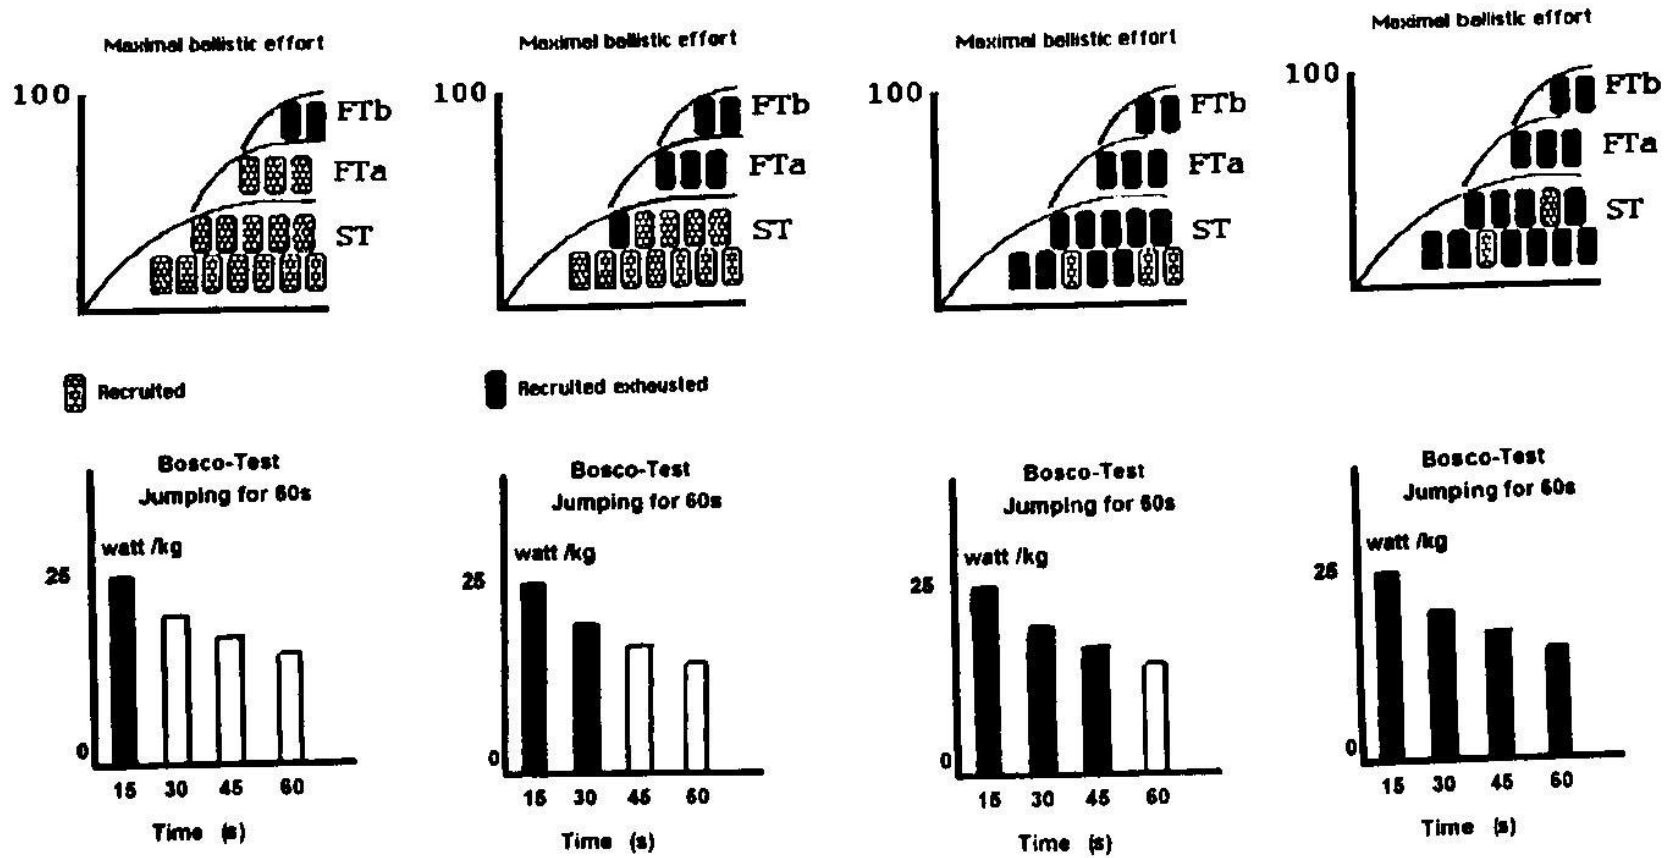 Maximal ballistic effort
100
FTb
FTa
ST
Maximal ballistic effort
100
FTb
FTa
ST
Maximal ballistic effort
100
FTb
FTa
ST
Maximal ballistic effort
100
FTb
FTa
ST
Recruited
Recruited exhausted
Bosco-Test
Jumping for 60s
watt /kg
25
0
15 30 45 60
Time (s)
Bosco-Test
Jumping for 60s
watt /kg
25
0
15 30 45 60
Time (s)
Bosco-Test
Jumping for 60s
watt /kg
25
0
15 30 45 60
Time (s)
Bosco-Test
Jumping for 60s
watt /kg
25
0
15 30 45 60
Time (s)